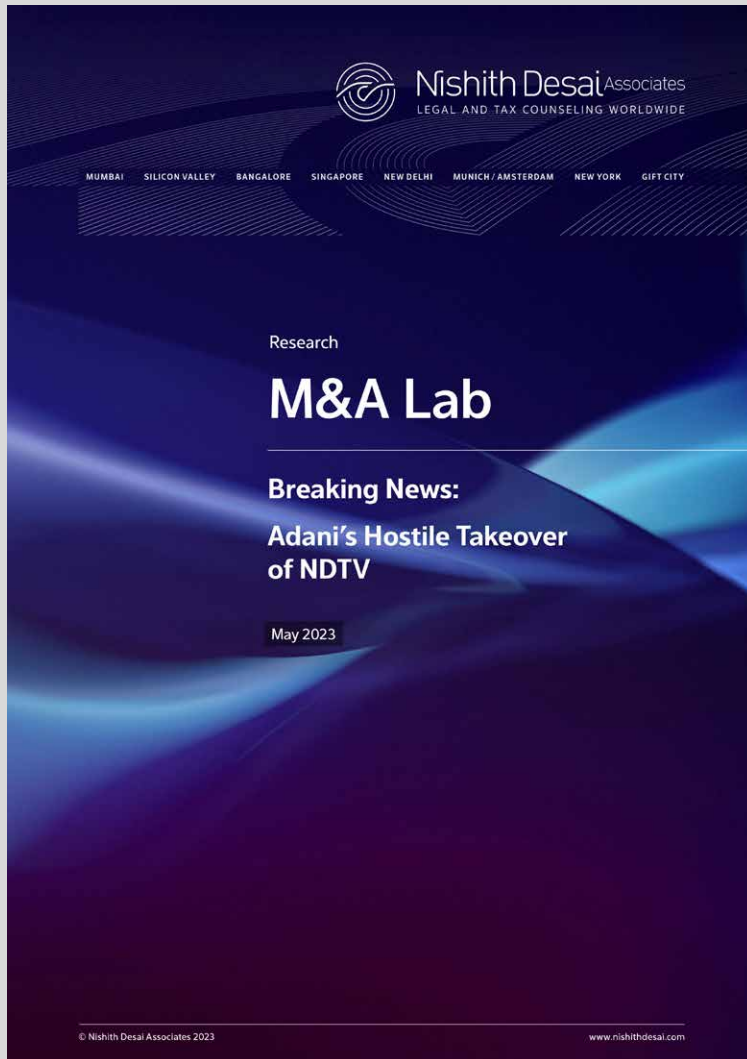 Nishith Desai Associates
LEGAL AND TAX COUNSELING WORLDWIDE
MUMBAI SILICON VALLEY BANGALORE SINGAPORE NEW DELHI MUNICH / AMSTERDAM NEW YORK GIFT CITY
Research
M&A Lab
Breaking News:
Adani’s Hostile Takeover
of NDTV
May 2023
© Nishith Desai Associates 2023 www.nishithdesai.com